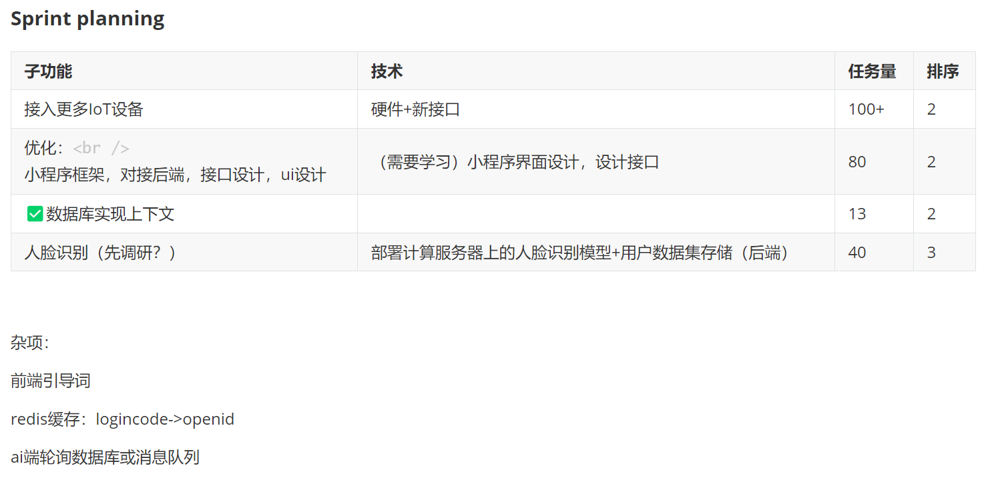 Sprint planning
子功能 技术 任务量 排序
接入更多IoT设备 硬件+新接口 100+ 2
优化：<br />
小程序框架，对接后端，接口设计，ui设计 （需要学习）小程序界面设计，设计接口 80 2
✅数据库实现上下文 13 2
人脸识别（先调研？） 部署计算服务器上的人脸识别模型+用户数据集存储（后端） 40 3
杂项：
前端引导词
redis缓存：logincode->openid
ai端轮询数据库或消息队列